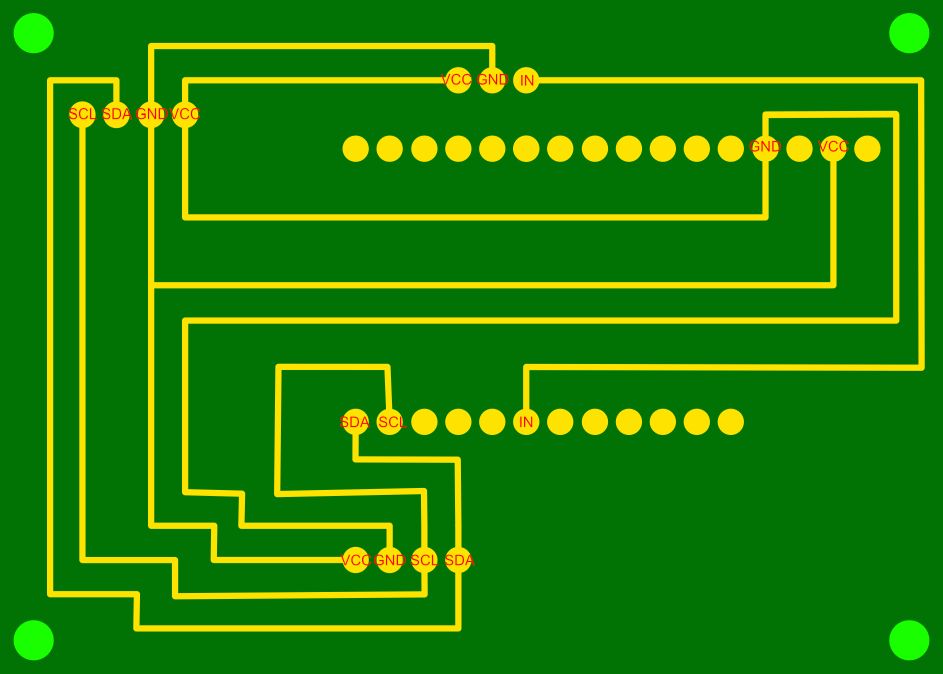 VCC GND IN
SCL SDA GND VCC
GND VCC
SDA SCL IN
VCC GND SCL SDA